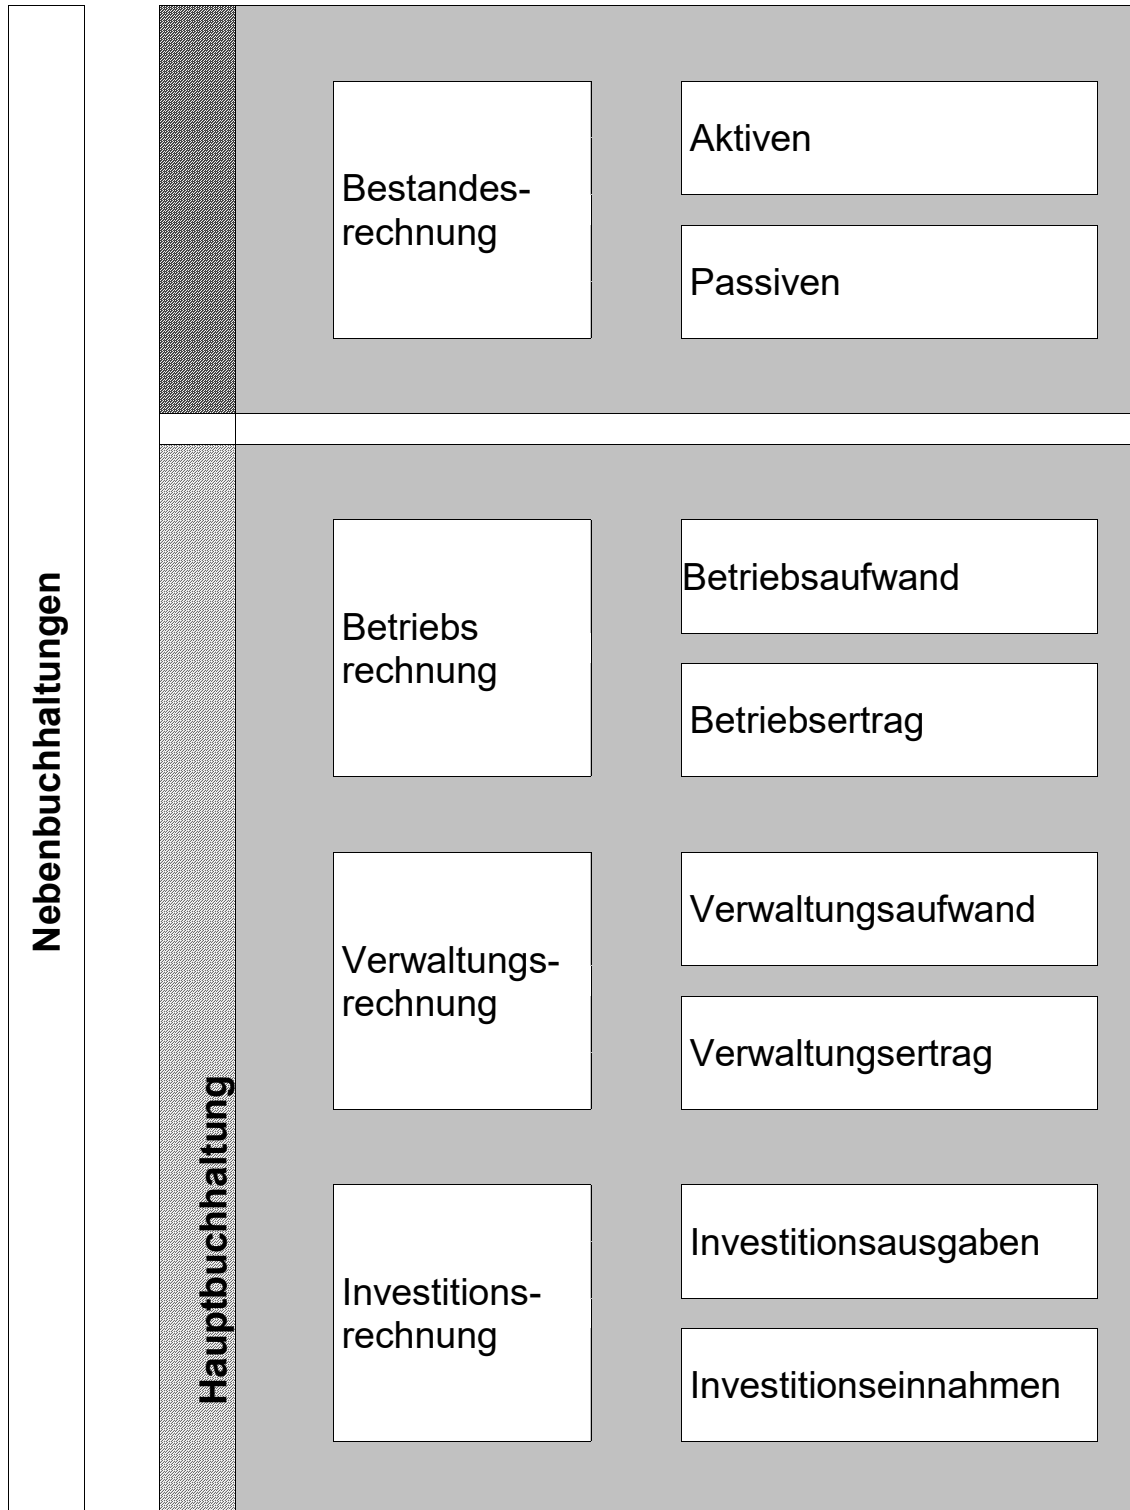 Nebenbuchhaltungen
Hauptbuchhaltung
Bestandes-
rechnung
Aktiven
Passiven
Betriebs
rechnung
Betriebsaufwand
Betriebsertrag
Verwaltungs-
rechnung
Verwaltungsaufwand
Verwaltungsertrag
Investitions-
rechnung
Investitionsausgaben
Investitionseinnahmen